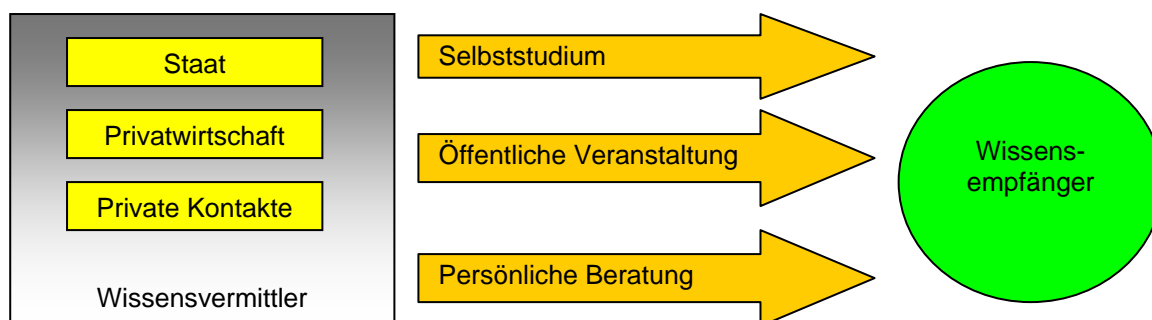 Staat
Privatwirtschaft
Private Kontakte
Wissensvermittler
Selbststudium
Öffentliche Veranstaltung
Persönliche Beratung
Wissens-
empfänger